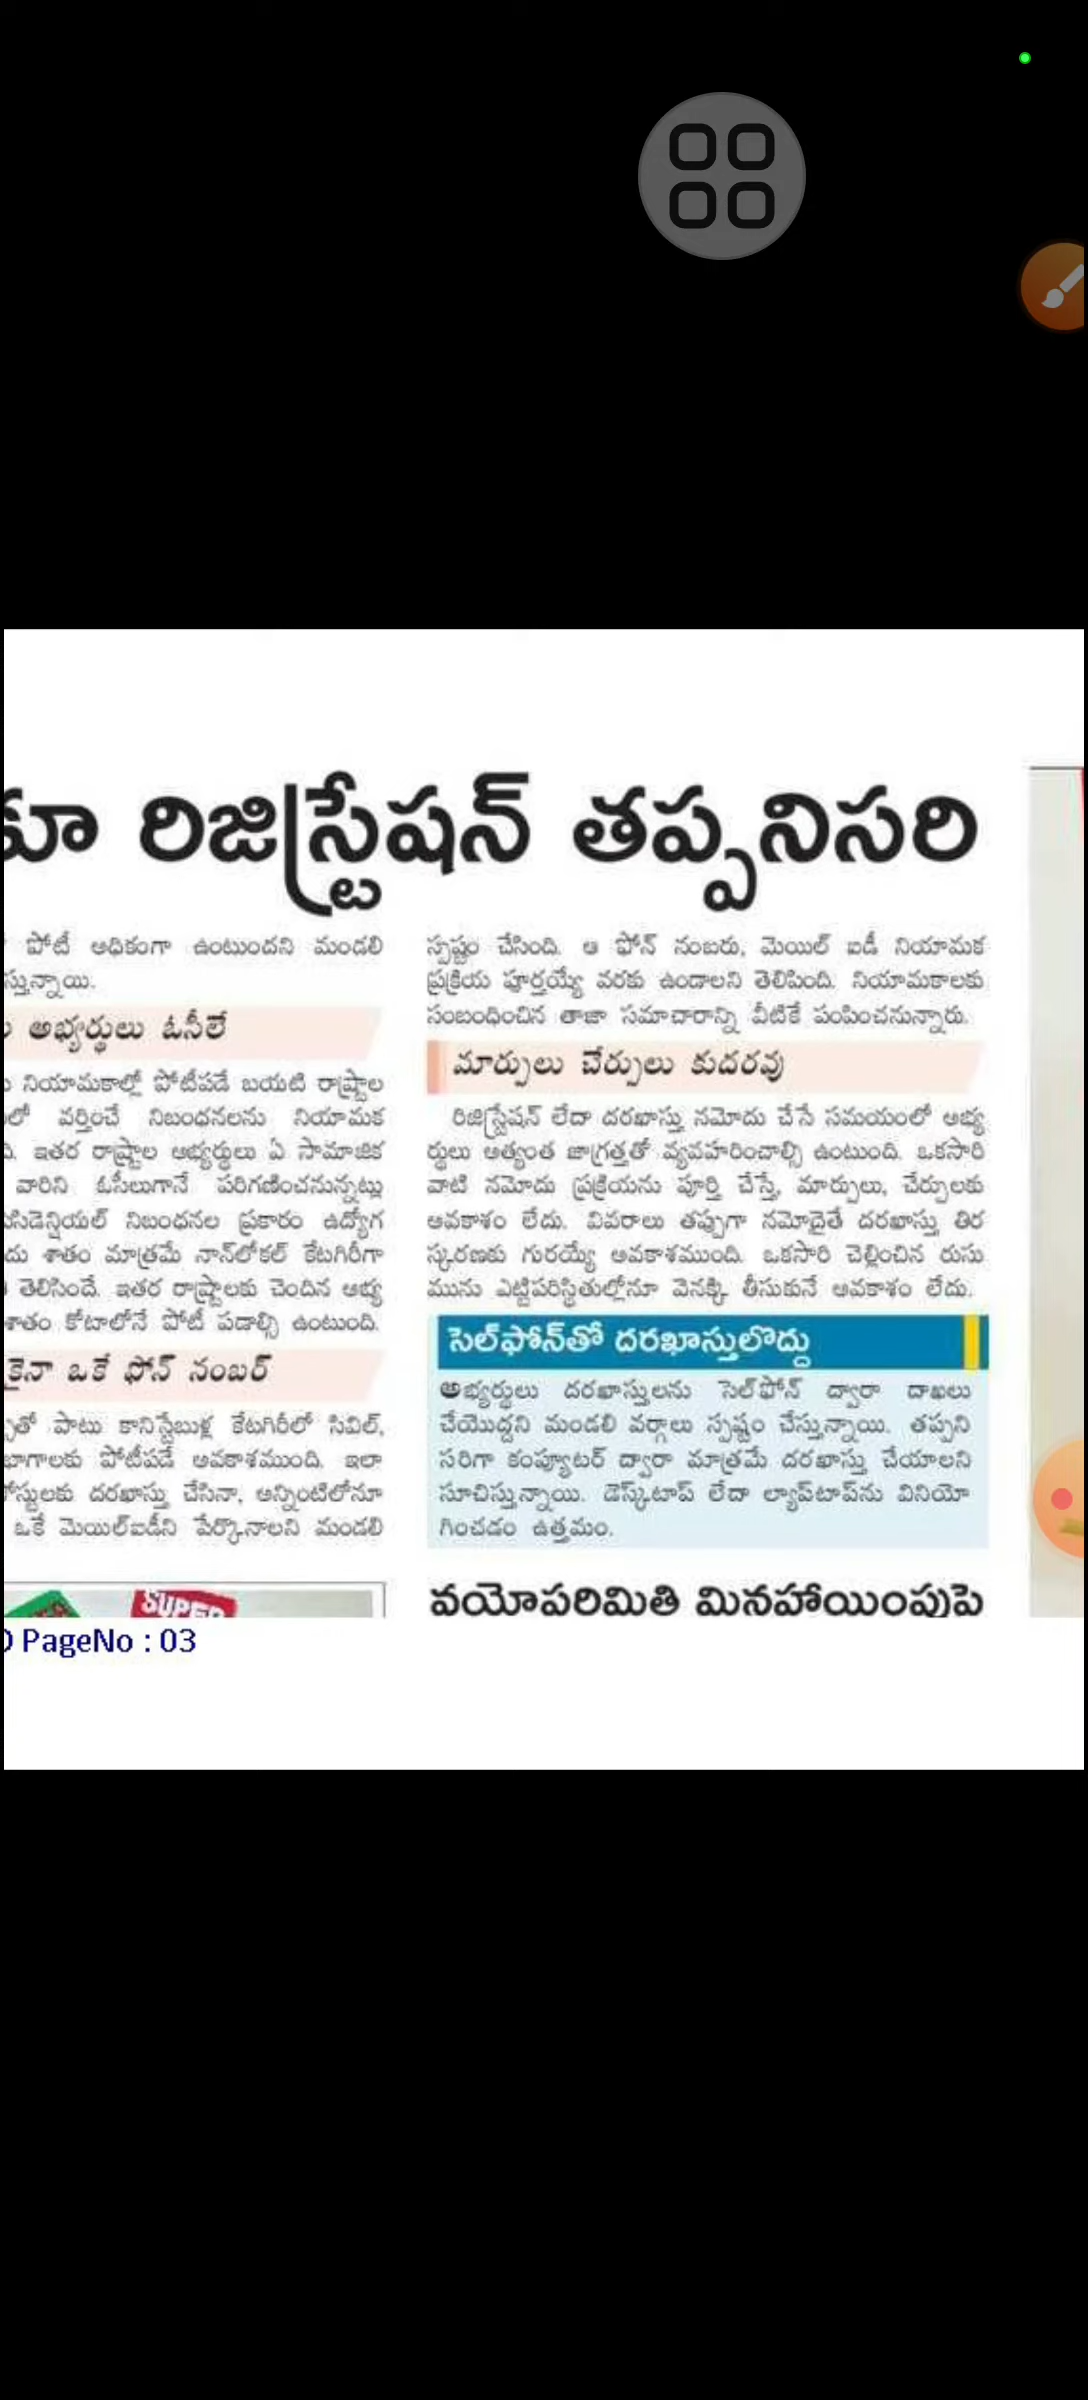 రిజిస్ట్రేషన్ తప్పనిసరి
పోటీ అధికంగా ఉంటుందని మండలి
స్తున్నాయి.
అభ్యర్థులు ఓసీలే
నియామకాల్లో పోటీపడే బయటి రాష్ట్రాల
లో వర్తించే నిబంధనలను నియామక
ది. ఇతర రాష్ట్రాల అభ్యర్థులు ఏ సామాజిక
వారిని ఓసీలుగానే పరిగణించనున్నట్లు
సిడెన్షియల్ నిబంధనల ప్రకారం ఉద్యోగ
దు శాతం మాత్రమే నాన్‌లోకల్ కేటగిరీగా
తెలిసిందే. ఇతర రాష్ట్రాలకు చెందిన అభ్య
శాతం కోటాలోనే పోటీ పడాల్సి ఉంటుంది.
కైనా ఒకే ఫోన్ నంబర్
తో పాటు కానిస్టేబుళ్ల కేటగిరీలో సివిల్,
భాగాలకు పోటీపడే అవకాశముంది. ఇలా
పోస్టులకు దరఖాస్తు చేసినా, అన్నింటిలోనూ
ఒకే మెయిల్‌ఐడీని పేర్కొనాలని మండలి
స్పష్టం చేసింది. ఆ ఫోన్ నంబరు, మెయిల్ ఐడీ నియామక
ప్రక్రియ పూర్తయ్యే వరకు ఉండాలని తెలిపింది. నియామకాలకు
సంబంధించిన తాజా సమాచారాన్ని వీటికే పంపించనున్నారు.
మార్పులు చేర్పులు కుదరవు
రిజిస్ట్రేషన్ లేదా దరఖాస్తు నమోదు చేసే సమయంలో అభ్య
ర్థులు అత్యంత జాగ్రత్తతో వ్యవహరించాల్సి ఉంటుంది. ఒకసారి
వాటి నమోదు ప్రక్రియను పూర్తి చేస్తే, మార్పులు, చేర్పులకు
అవకాశం లేదు. వివరాలు తప్పుగా నమోదైతే దరఖాస్తు తిర
స్కరణకు గురయ్యే అవకాశముంది. ఒకసారి చెల్లించిన రుసు
మును ఎట్టిపరిస్థితుల్లోనూ వెనక్కి తీసుకునే అవకాశం లేదు.
సెల్‌ఫోన్‌తో దరఖాస్తులొద్దు
అభ్యర్థులు దరఖాస్తులను సెల్‌ఫోన్ ద్వారా దాఖలు
చేయొద్దని మండలి వర్గాలు స్పష్టం చేస్తున్నాయి. తప్పని
సరిగా కంప్యూటర్ ద్వారా మాత్రమే దరఖాస్తు చేయాలని
సూచిస్తున్నాయి. డెస్క్‌టాప్ లేదా ల్యాప్‌టాప్‌ను వినియో
గించడం ఉత్తమం.
వయోపరిమితి మినహాయింపుపై
SUPER
PageNo : 03